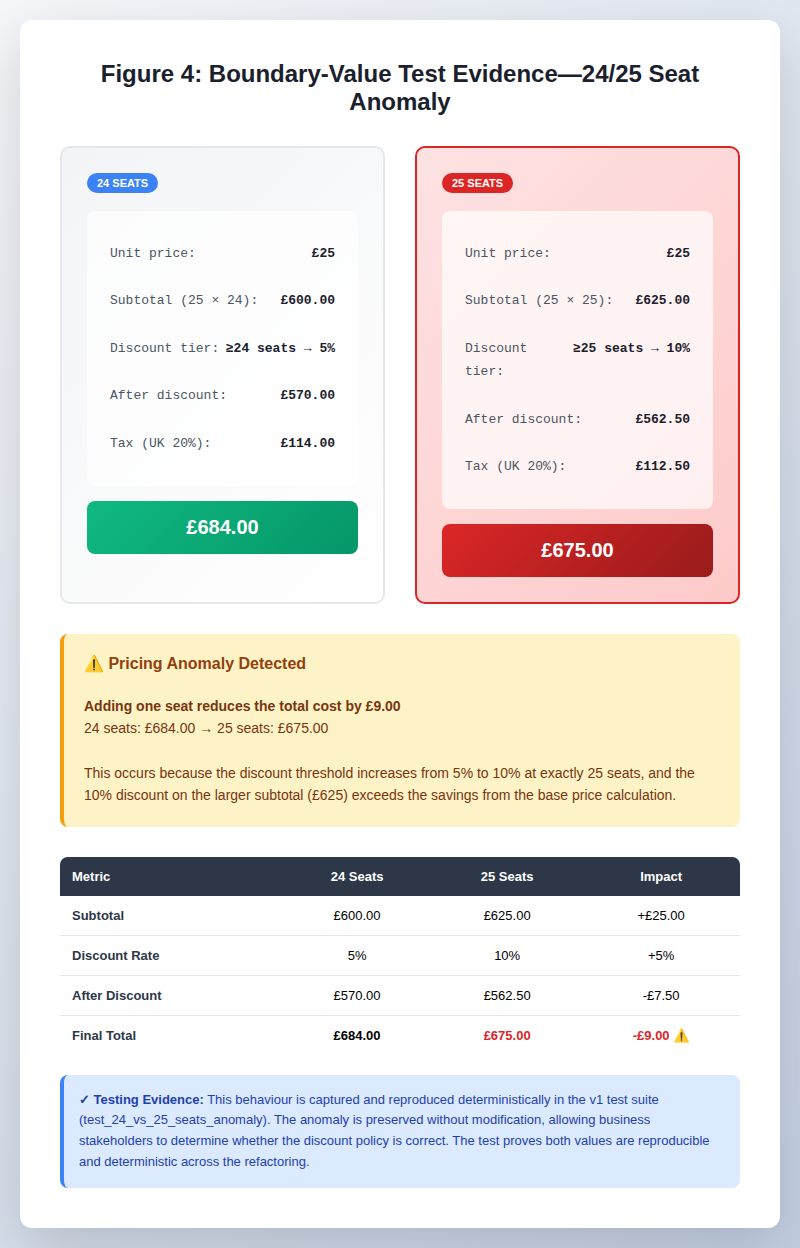 Figure 4: Boundary-Value Test Evidence—24/25 Seat
Anomaly
24 SEATS
Unit price: £25
Subtotal (25 × 24): £600.00
Discount tier: ≥24 seats → 5%
After discount: £570.00
Tax (UK 20%): £114.00
£684.00
25 SEATS
Unit price: £25
Subtotal (25 × 25): £625.00
Discount ≥25 seats → 10%
tier:
After discount: £562.50
Tax (UK 20%): £112.50
£675.00
⚠️ Pricing Anomaly Detected
Adding one seat reduces the total cost by £9.00
24 seats: £684.00 → 25 seats: £675.00
This occurs because the discount threshold increases from 5% to 10% at exactly 25 seats, and the
10% discount on the larger subtotal (£625) exceeds the savings from the base price calculation.
Metric 24 Seats 25 Seats Impact
Subtotal £600.00 £625.00 +£25.00
Discount Rate 5% 10% +5%
After Discount £570.00 £562.50 -£7.50
Final Total £684.00 £675.00 -£9.00 ⚠️
✓ Testing Evidence: This behaviour is captured and reproduced deterministically in the v1 test suite
(test_24_vs_25_seats_anomaly). The anomaly is preserved without modification, allowing business
stakeholders to determine whether the discount policy is correct. The test proves both values are reproducible
and deterministic across the refactoring.